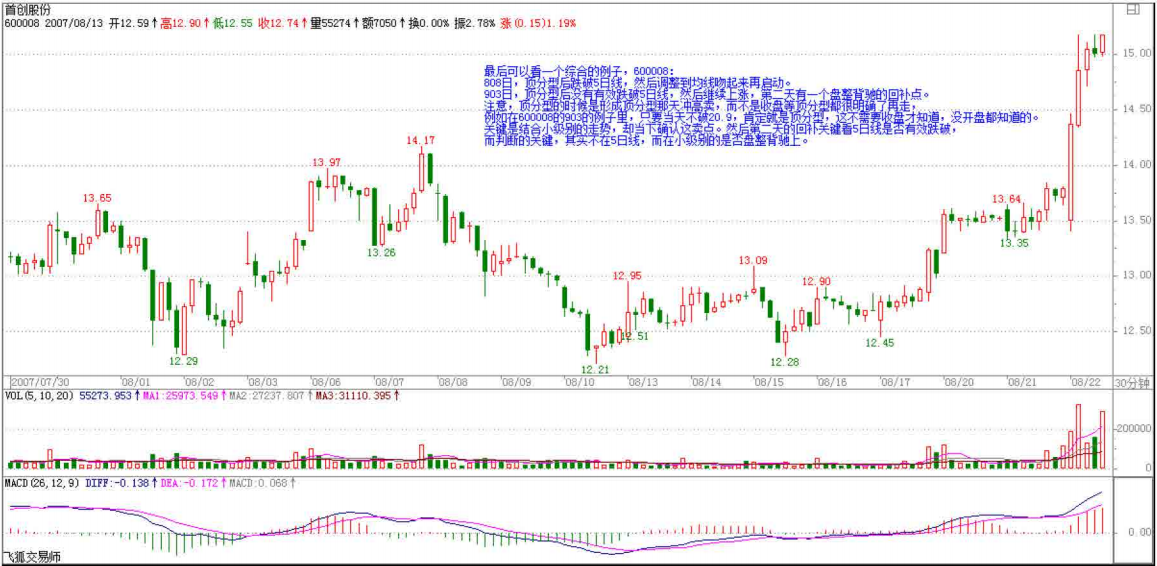 首创股份
600008 2007/08/13 开12.59↑高12.90↑低12.55 收12.74↑量55274↑额7050↑换0.00% 振2.78% 涨(0.15)1.19%
15.00
最后可以看一个综合的例子，600008：
808日，顶分型后跌破5日线，然后调整到均线吻起来再启动。
903日，顶分型后没有有效跌破5日线，然后继续上涨，第二天有一个盘整背驰的回补点。
注意，顶分型的时候是形成顶分型那天冲高卖，而不是收盘等顶分型都很明确了再走，
例如在600008的903的例子里，只要当天不破20.9，肯定就是顶分型，这不需要收盘才知道，没开盘都知道的。
关键是结合小级别的走势，却当下确认这卖点。然后第二天的回补关键看5日线是否有效跌破，
而判断的关键，其实不在5日线，而在小级别的是否盘整背驰上。
14.50
14.17
13.97
14.00
13.65
13.64
13.50
13.26
13.35
13.09
12.95
12.90
13.00
12.51
12.45
12.50
12.29
12.21
12.28
2007/07/30 08/01 08/02 08/03 08/06 08/07 08/08 08/09 08/10 08/13 08/14 08/15 08/16 08/17 08/20 08/21 08/22 30分钟
VOL(5,10,20) 55273.953↑MA1:25973.549↑MA2:27237.807↑MA3:31110.395↑
200000
0
MACD(26,12,9) DIFF:-0.138↑DEA:-0.172↑MACD:0.068↑
0.00
飞狐交易师